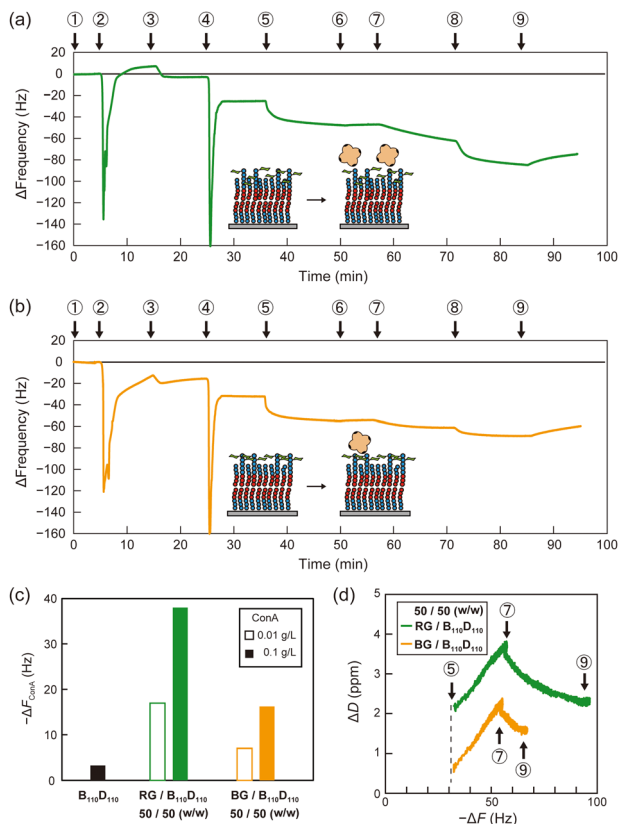 (a)
① ② ③ ④ ⑤ ⑥ ⑦ ⑧ ⑨
ΔFrequency (Hz)
20
0
−20
−40
−60
−80
−100
−120
−140
−160
0 10 20 30 40 50 60 70 80 90 100
Time (min)
(b)
① ② ③ ④ ⑤ ⑥ ⑦ ⑧ ⑨
ΔFrequency (Hz)
20
0
−20
−40
−60
−80
−100
−120
−140
−160
0 10 20 30 40 50 60 70 80 90 100
Time (min)
(c)
−ΔF_ConA (Hz)
40
30
20
10
0
ConA
0.01 g/L
0.1 g/L
B₁₁₀D₁₁₀
RG / B₁₁₀D₁₁₀
50 / 50 (w/w)
BG / B₁₁₀D₁₁₀
50 / 50 (w/w)
(d)
ΔD (ppm)
5
4
3
2
1
0
50 / 50 (w/w)
RG / B₁₁₀D₁₁₀
BG / B₁₁₀D₁₁₀
⑤
⑦
⑨
⑦
⑨
0 50 100
−ΔF (Hz)